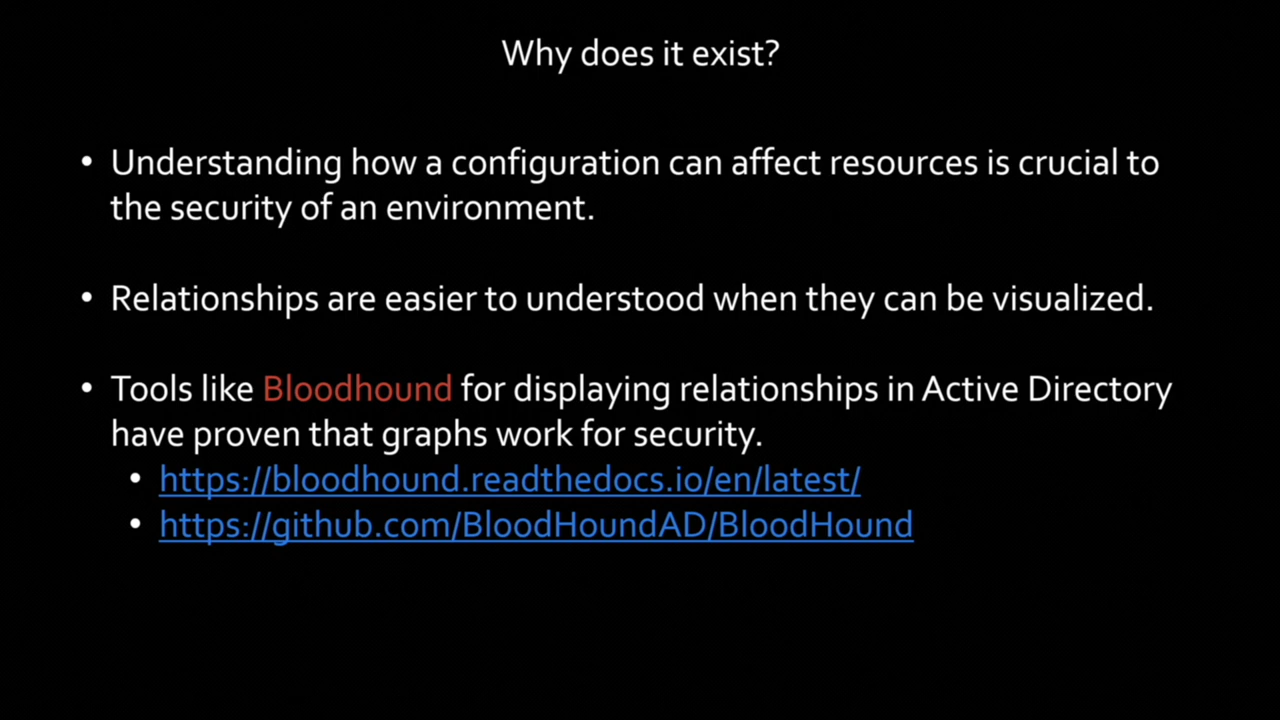 Why does it exist?
• Understanding how a configuration can affect resources is crucial to
the security of an environment.
• Relationships are easier to understood when they can be visualized.
• Tools like Bloodhound for displaying relationships in Active Directory
have proven that graphs work for security.
• https://bloodhound.readthedocs.io/en/latest/
• https://github.com/BloodHoundAD/BloodHound